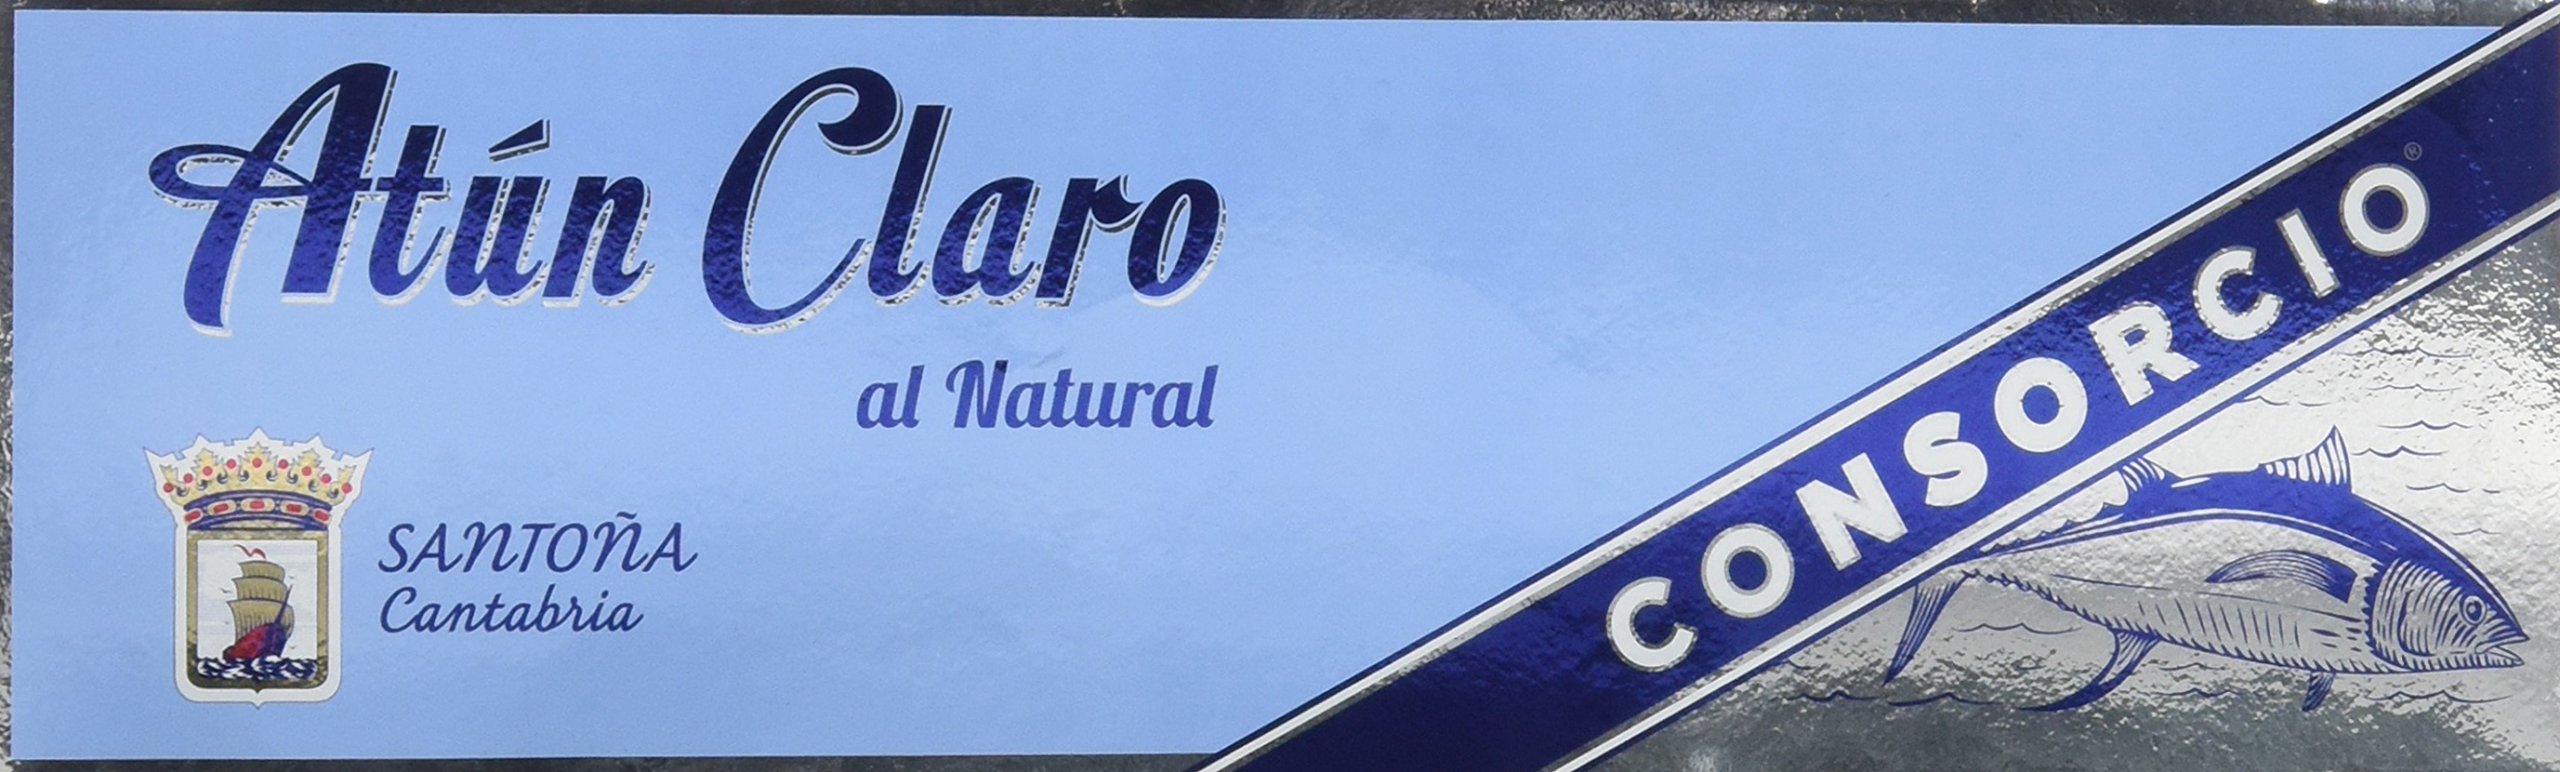 Atún Claro
al Natural
SANTOÑA
Cantabria
CONSORCIO®